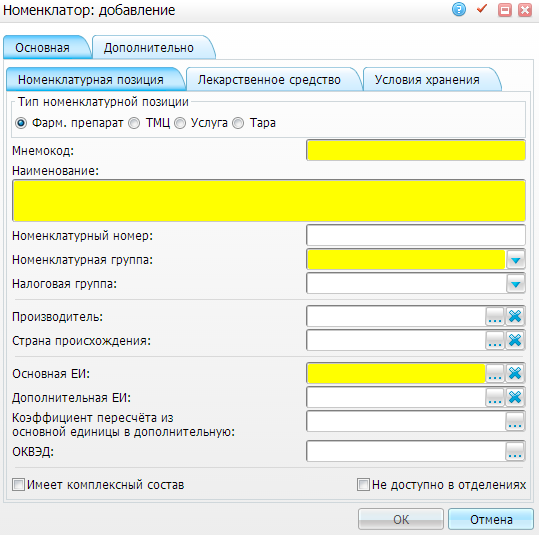 Номенклатор: добавление
Основная Дополнительно
Номенклатурная позиция Лекарственное средство Условия хранения
Тип номенклатурной позиции
Фарм. препарат ТМЦ Услуга Тара
Мнемокод:
Наименование:
Номенклатурный номер:
Номенклатурная группа:
Налоговая группа:
Производитель:
Страна происхождения:
Основная ЕИ:
Дополнительная ЕИ:
Коэффициент пересчёта из
основной единицы в дополнительную:
ОКВЭД:
Имеет комплексный состав Не доступно в отделениях
ОК Отмена